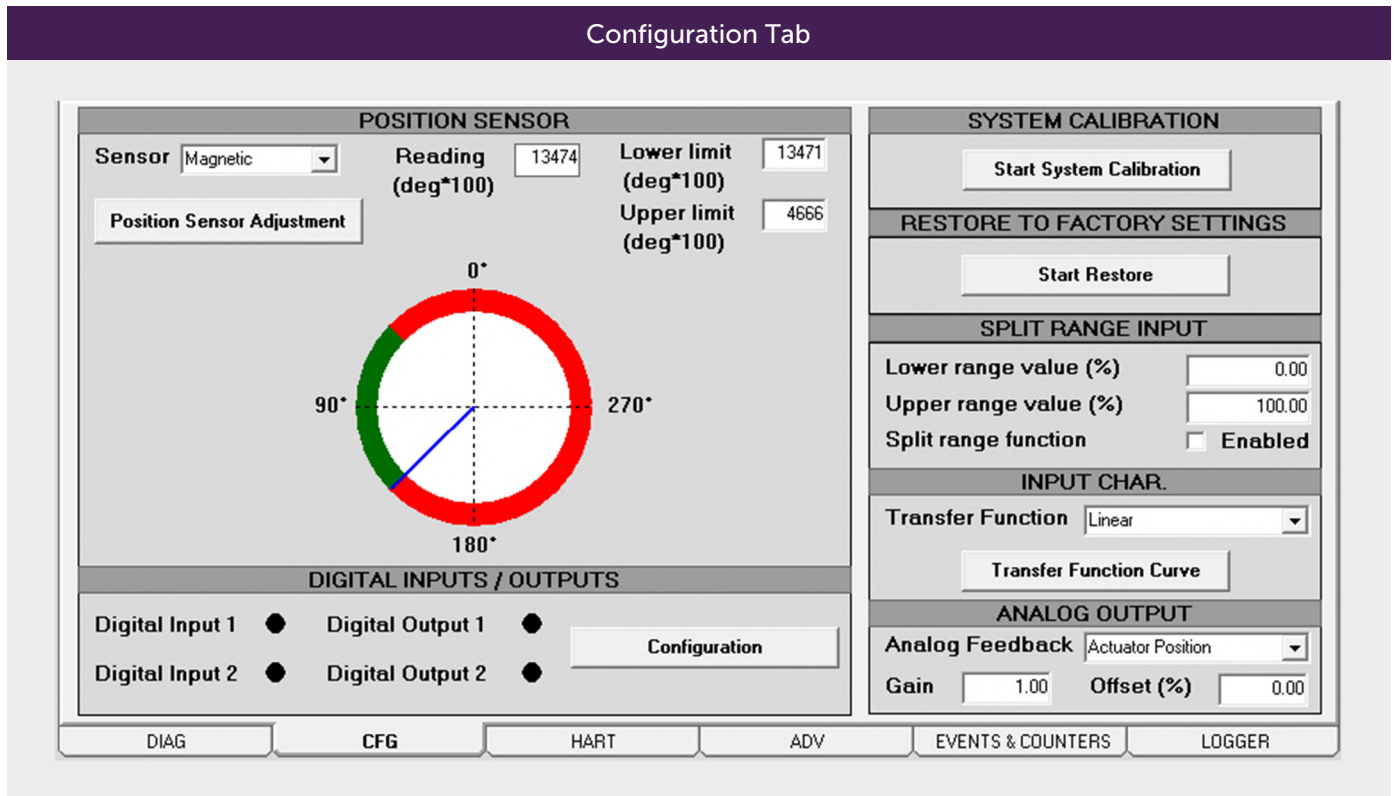 Configuration Tab
POSITION SENSOR
Sensor Magnetic
Reading (deg*100) 13474
Lower limit (deg*100) 13471
Upper limit (deg*100) 4666
Position Sensor Adjustment
0°
90°
270°
180°
DIGITAL INPUTS / OUTPUTS
Digital Input 1
Digital Output 1
Digital Input 2
Digital Output 2
Configuration
SYSTEM CALIBRATION
Start System Calibration
RESTORE TO FACTORY SETTINGS
Start Restore
SPLIT RANGE INPUT
Lower range value (%) 0.00
Upper range value (%) 100.00
Split range function Enabled
INPUT CHAR.
Transfer Function Linear
Transfer Function Curve
ANALOG OUTPUT
Analog Feedback Actuator Position
Gain 1.00 Offset (%) 0.00
DIAG CFG HART ADV EVENTS & COUNTERS LOGGER